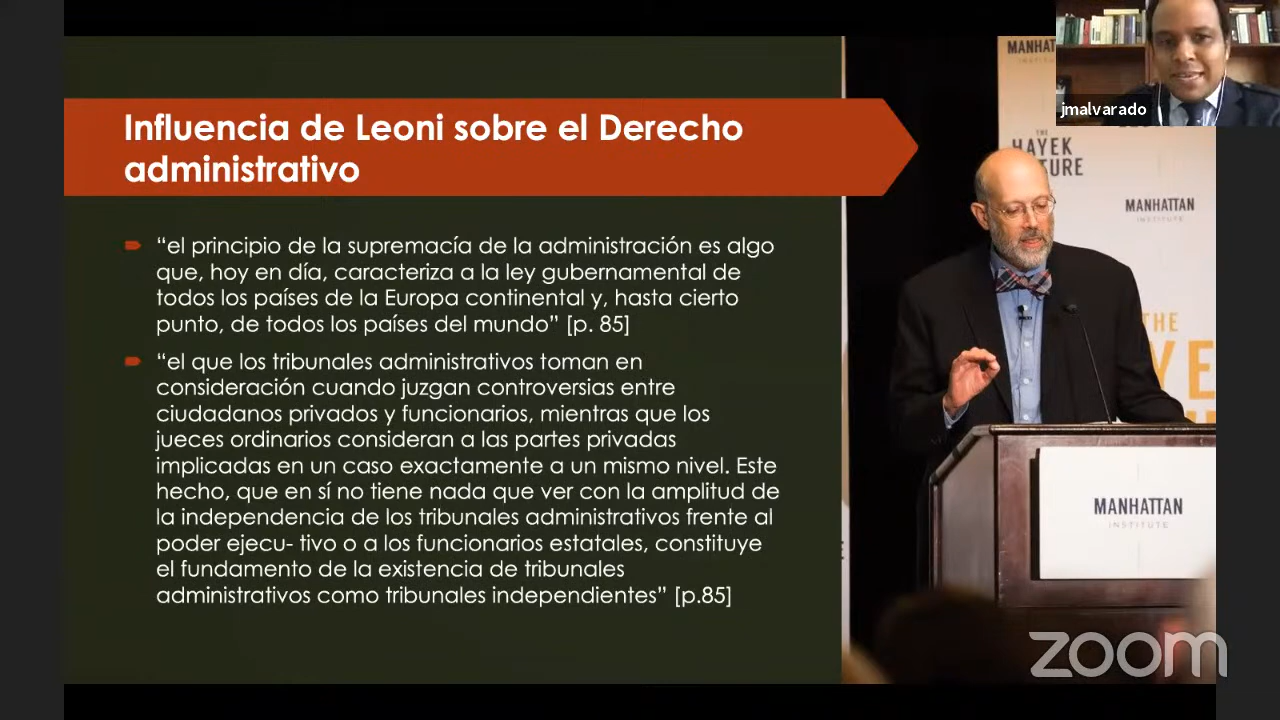 Influencia de Leoni sobre el Derecho
administrativo
“el principio de la supremacía de la administración es algo
que, hoy en día, caracteriza a la ley gubernamental de
todos los países de la Europa continental y, hasta cierto
punto, de todos los países del mundo” [p. 85]
“el que los tribunales administrativos toman en
consideración cuando juzgan controversias entre
ciudadanos privados y funcionarios, mientras que los
jueces ordinarios consideran a las partes privadas
implicadas en un caso exactamente a un mismo nivel. Este
hecho, que en sí no tiene nada que ver con la amplitud de
la independencia de los tribunales administrativos frente al
poder ejecu- tivo o a los funcionarios estatales, constituye
el fundamento de la existencia de tribunales
administrativos como tribunales independientes” [p.85]
jmalvarado
THE
HAYEK
MANHATTAN
INSTITUTE
THE
MANHATTAN
INSTITUTE
zoom